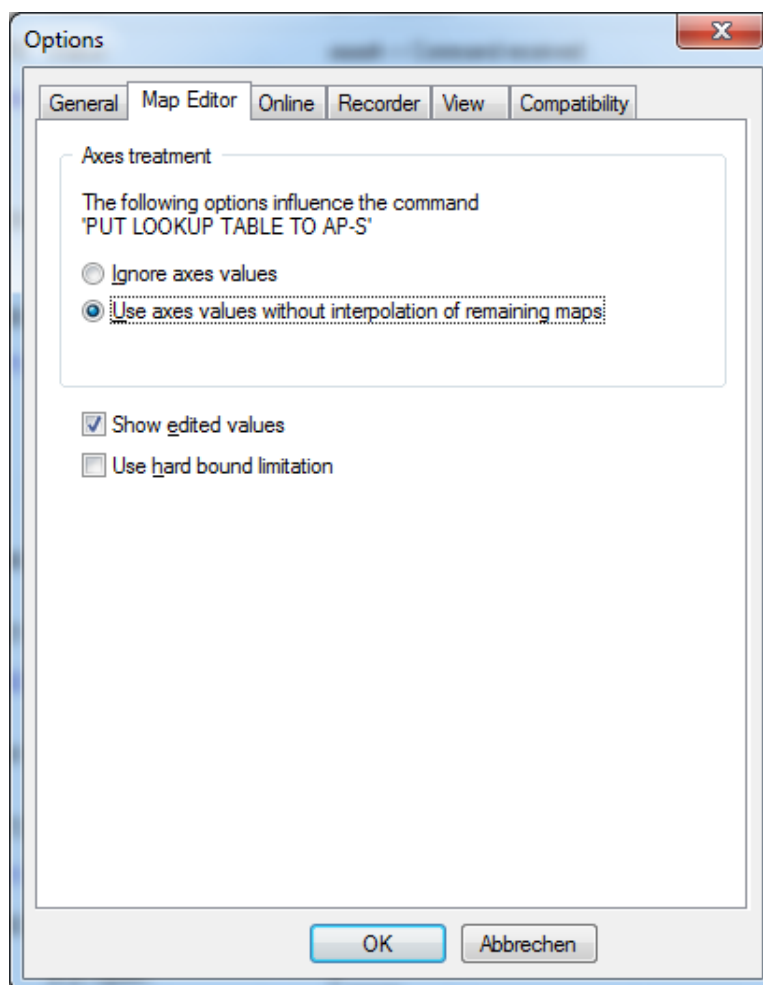 Options
General Map Editor Online Recorder View Compatibility
Axes treatment
The following options influence the command
"PUT LOOKUP TABLE TO AP-S"
Ignore axes values
Use axes values without interpolation of remaining maps
Show edited values
Use hard bound limitation
OK Abbrechen